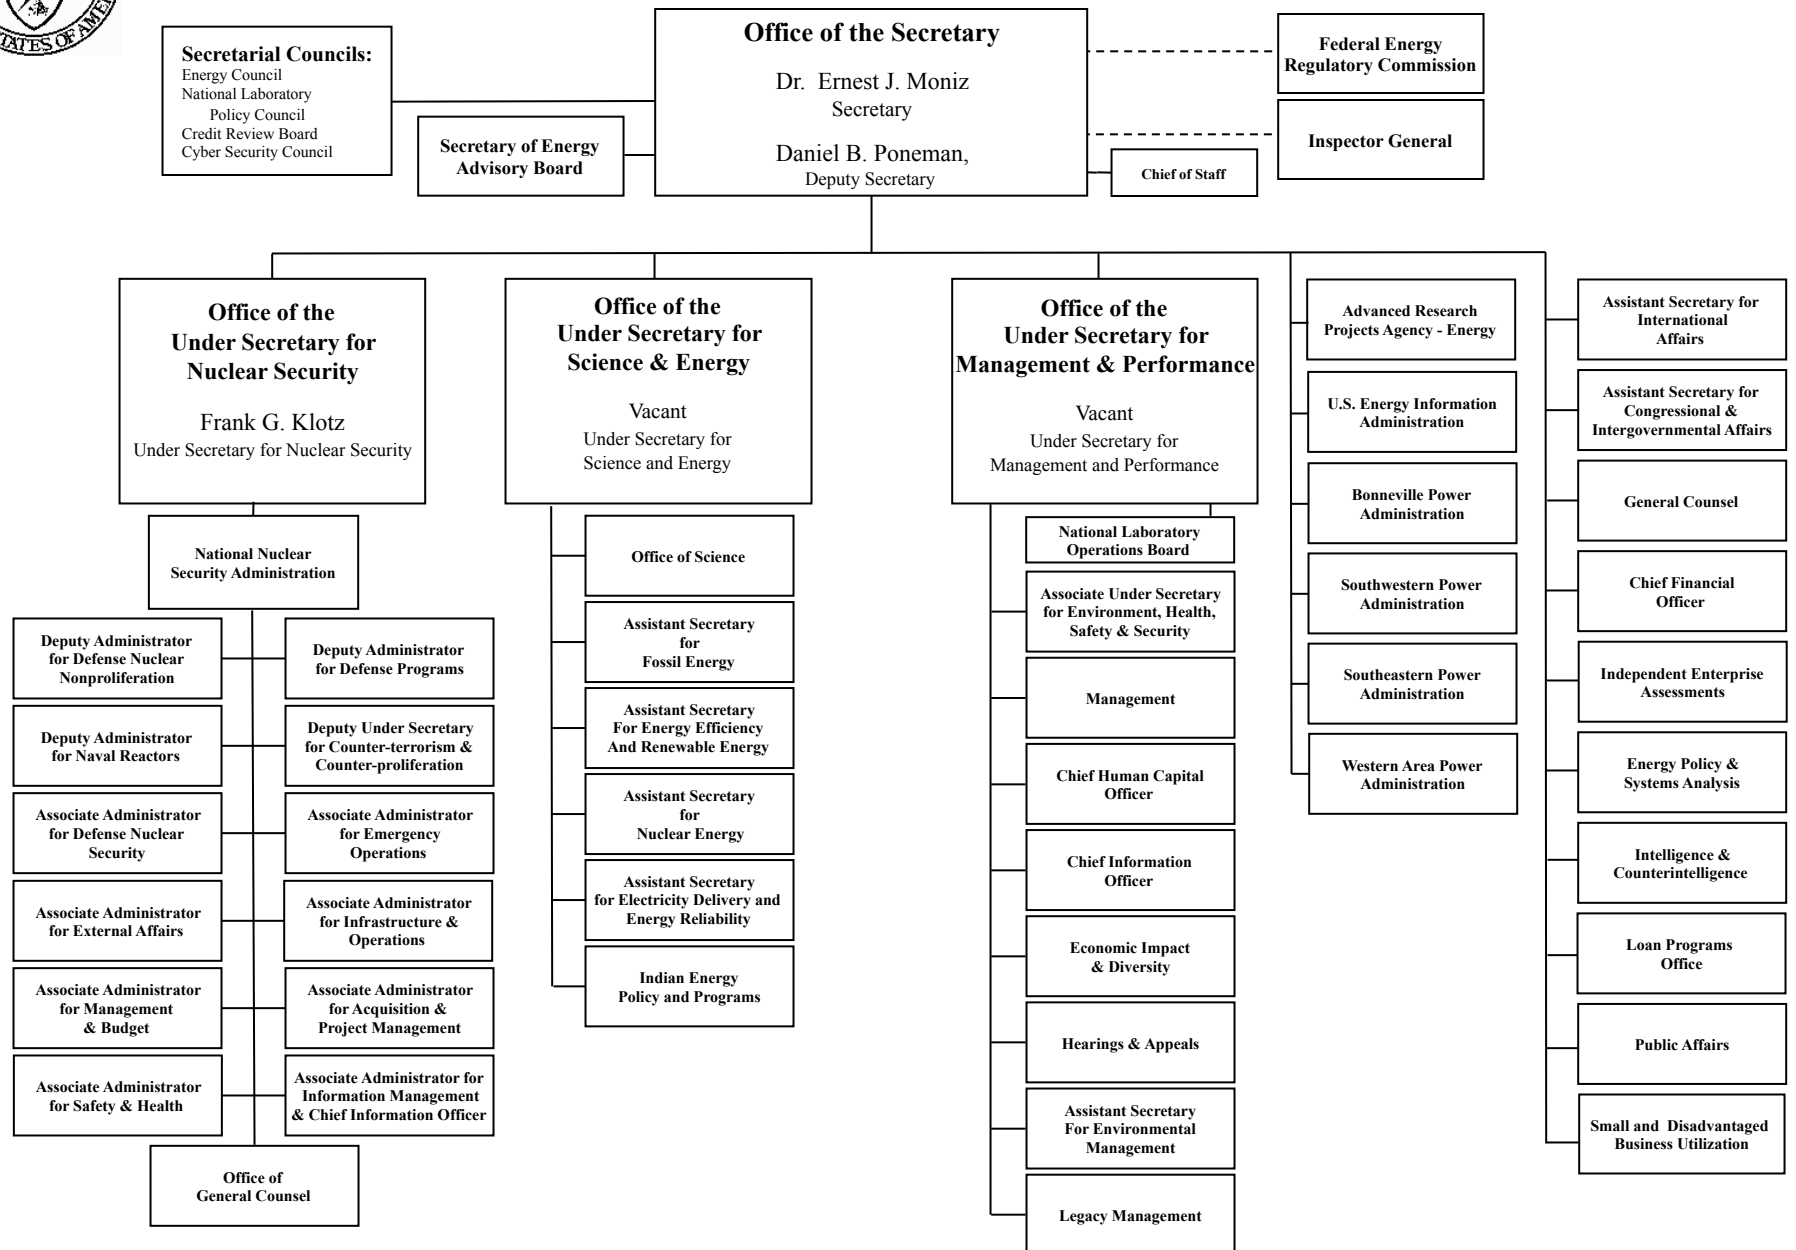 TATES OF AME
Secretarial Councils:
Energy Council
National Laboratory
Policy Council
Credit Review Board
Cyber Security Council
Secretary of Energy
Advisory Board
Office of the Secretary
Dr. Ernest J. Moniz
Secretary
Daniel B. Poneman,
Deputy Secretary
Federal Energy
Regulatory Commission
Inspector General
Chief of Staff
Office of the
Under Secretary for
Nuclear Security
Frank G. Klotz
Under Secretary for Nuclear Security
National Nuclear
Security Administration
Deputy Administrator
for Defense Nuclear
Nonproliferation
Deputy Administrator
for Defense Programs
Deputy Administrator
for Naval Reactors
Deputy Under Secretary
for Counter-terrorism &
Counter-proliferation
Associate Administrator
for Defense Nuclear
Security
Associate Administrator
for Emergency
Operations
Associate Administrator
for External Affairs
Associate Administrator
for Infrastructure &
Operations
Associate Administrator
for Management
& Budget
Associate Administrator
for Acquisition &
Project Management
Associate Administrator
for Safety & Health
Associate Administrator for
Information Management
& Chief Information Officer
Office of
General Counsel
Office of the
Under Secretary for
Science & Energy
Vacant
Under Secretary for
Science and Energy
Office of Science
Assistant Secretary
for
Fossil Energy
Assistant Secretary
For Energy Efficiency
And Renewable Energy
Assistant Secretary
for
Nuclear Energy
Assistant Secretary
for Electricity Delivery and
Energy Reliability
Indian Energy
Policy and Programs
Office of the
Under Secretary for
Management & Performance
Vacant
Under Secretary for
Management and Performance
National Laboratory
Operations Board
Associate Under Secretary
for Environment, Health,
Safety & Security
Management
Chief Human Capital
Officer
Chief Information
Officer
Economic Impact
& Diversity
Hearings & Appeals
Assistant Secretary
For Environmental
Management
Legacy Management
Advanced Research
Projects Agency - Energy
U.S. Energy Information
Administration
Bonneville Power
Administration
Southwestern Power
Administration
Southeastern Power
Administration
Western Area Power
Administration
Assistant Secretary for
International
Affairs
Assistant Secretary for
Congressional &
Intergovernmental Affairs
General Counsel
Chief Financial
Officer
Independent Enterprise
Assessments
Energy Policy &
Systems Analysis
Intelligence &
Counterintelligence
Loan Programs
Office
Public Affairs
Small and Disadvantaged
Business Utilization